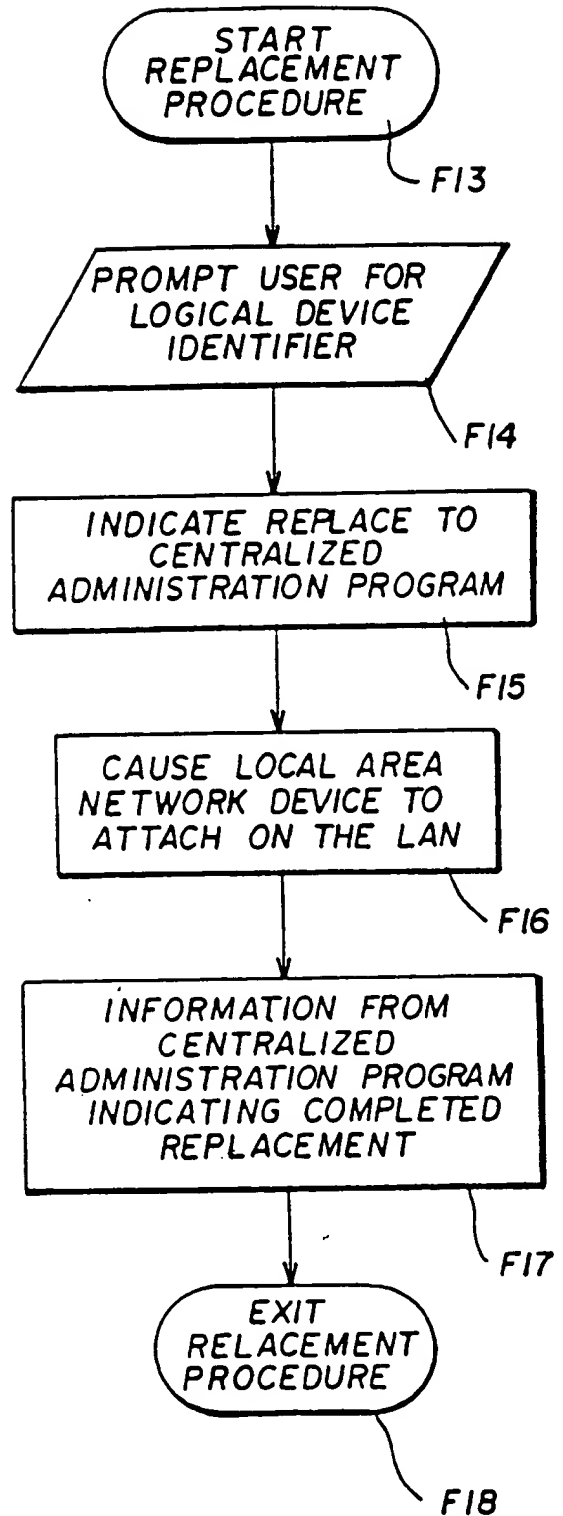 START
REPLACEMENT
PROCEDURE
F13
PROMPT USER FOR
LOGICAL DEVICE
IDENTIFIER
F14
INDICATE REPLACE TO
CENTRALIZED
ADMINISTRATION PROGRAM
F15
CAUSE LOCAL AREA
NETWORK DEVICE TO
ATTACH ON THE LAN
F16
INFORMATION FROM
CENTRALIZED
ADMINISTRATION PROGRAM
INDICATING COMPLETED
REPLACEMENT
F17
EXIT
RELACEMENT
PROCEDURE
F18